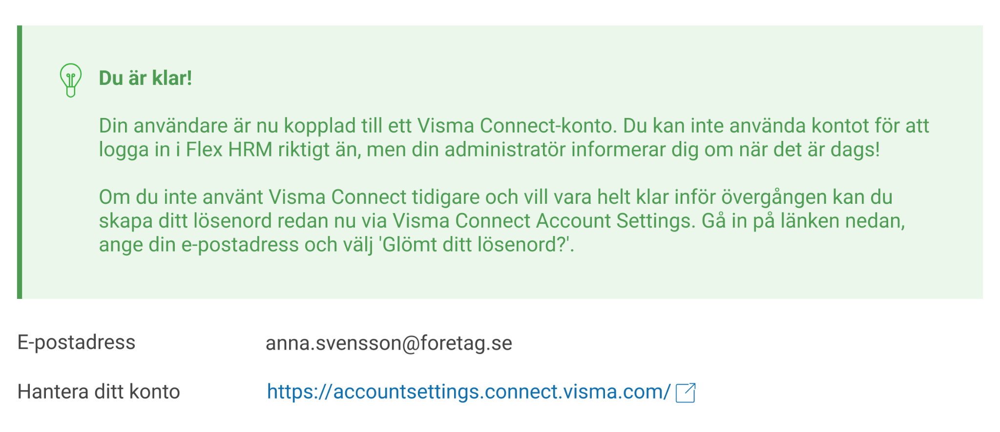 Du är klar!
Din användare är nu kopplad till ett Visma Connect-konto. Du kan inte använda kontot för att
logga in i Flex HRM riktigt än, men din administratör informerar dig om när det är dags!
Om du inte använt Visma Connect tidigare och vill vara helt klar inför övergången kan du
skapa ditt lösenord redan nu via Visma Connect Account Settings. Gå in på länken nedan,
ange din e-postadress och välj 'Glömt ditt lösenord?'.
E-postadress anna.svensson@foretag.se
Hantera ditt konto https://accountsettings.connect.visma.com/